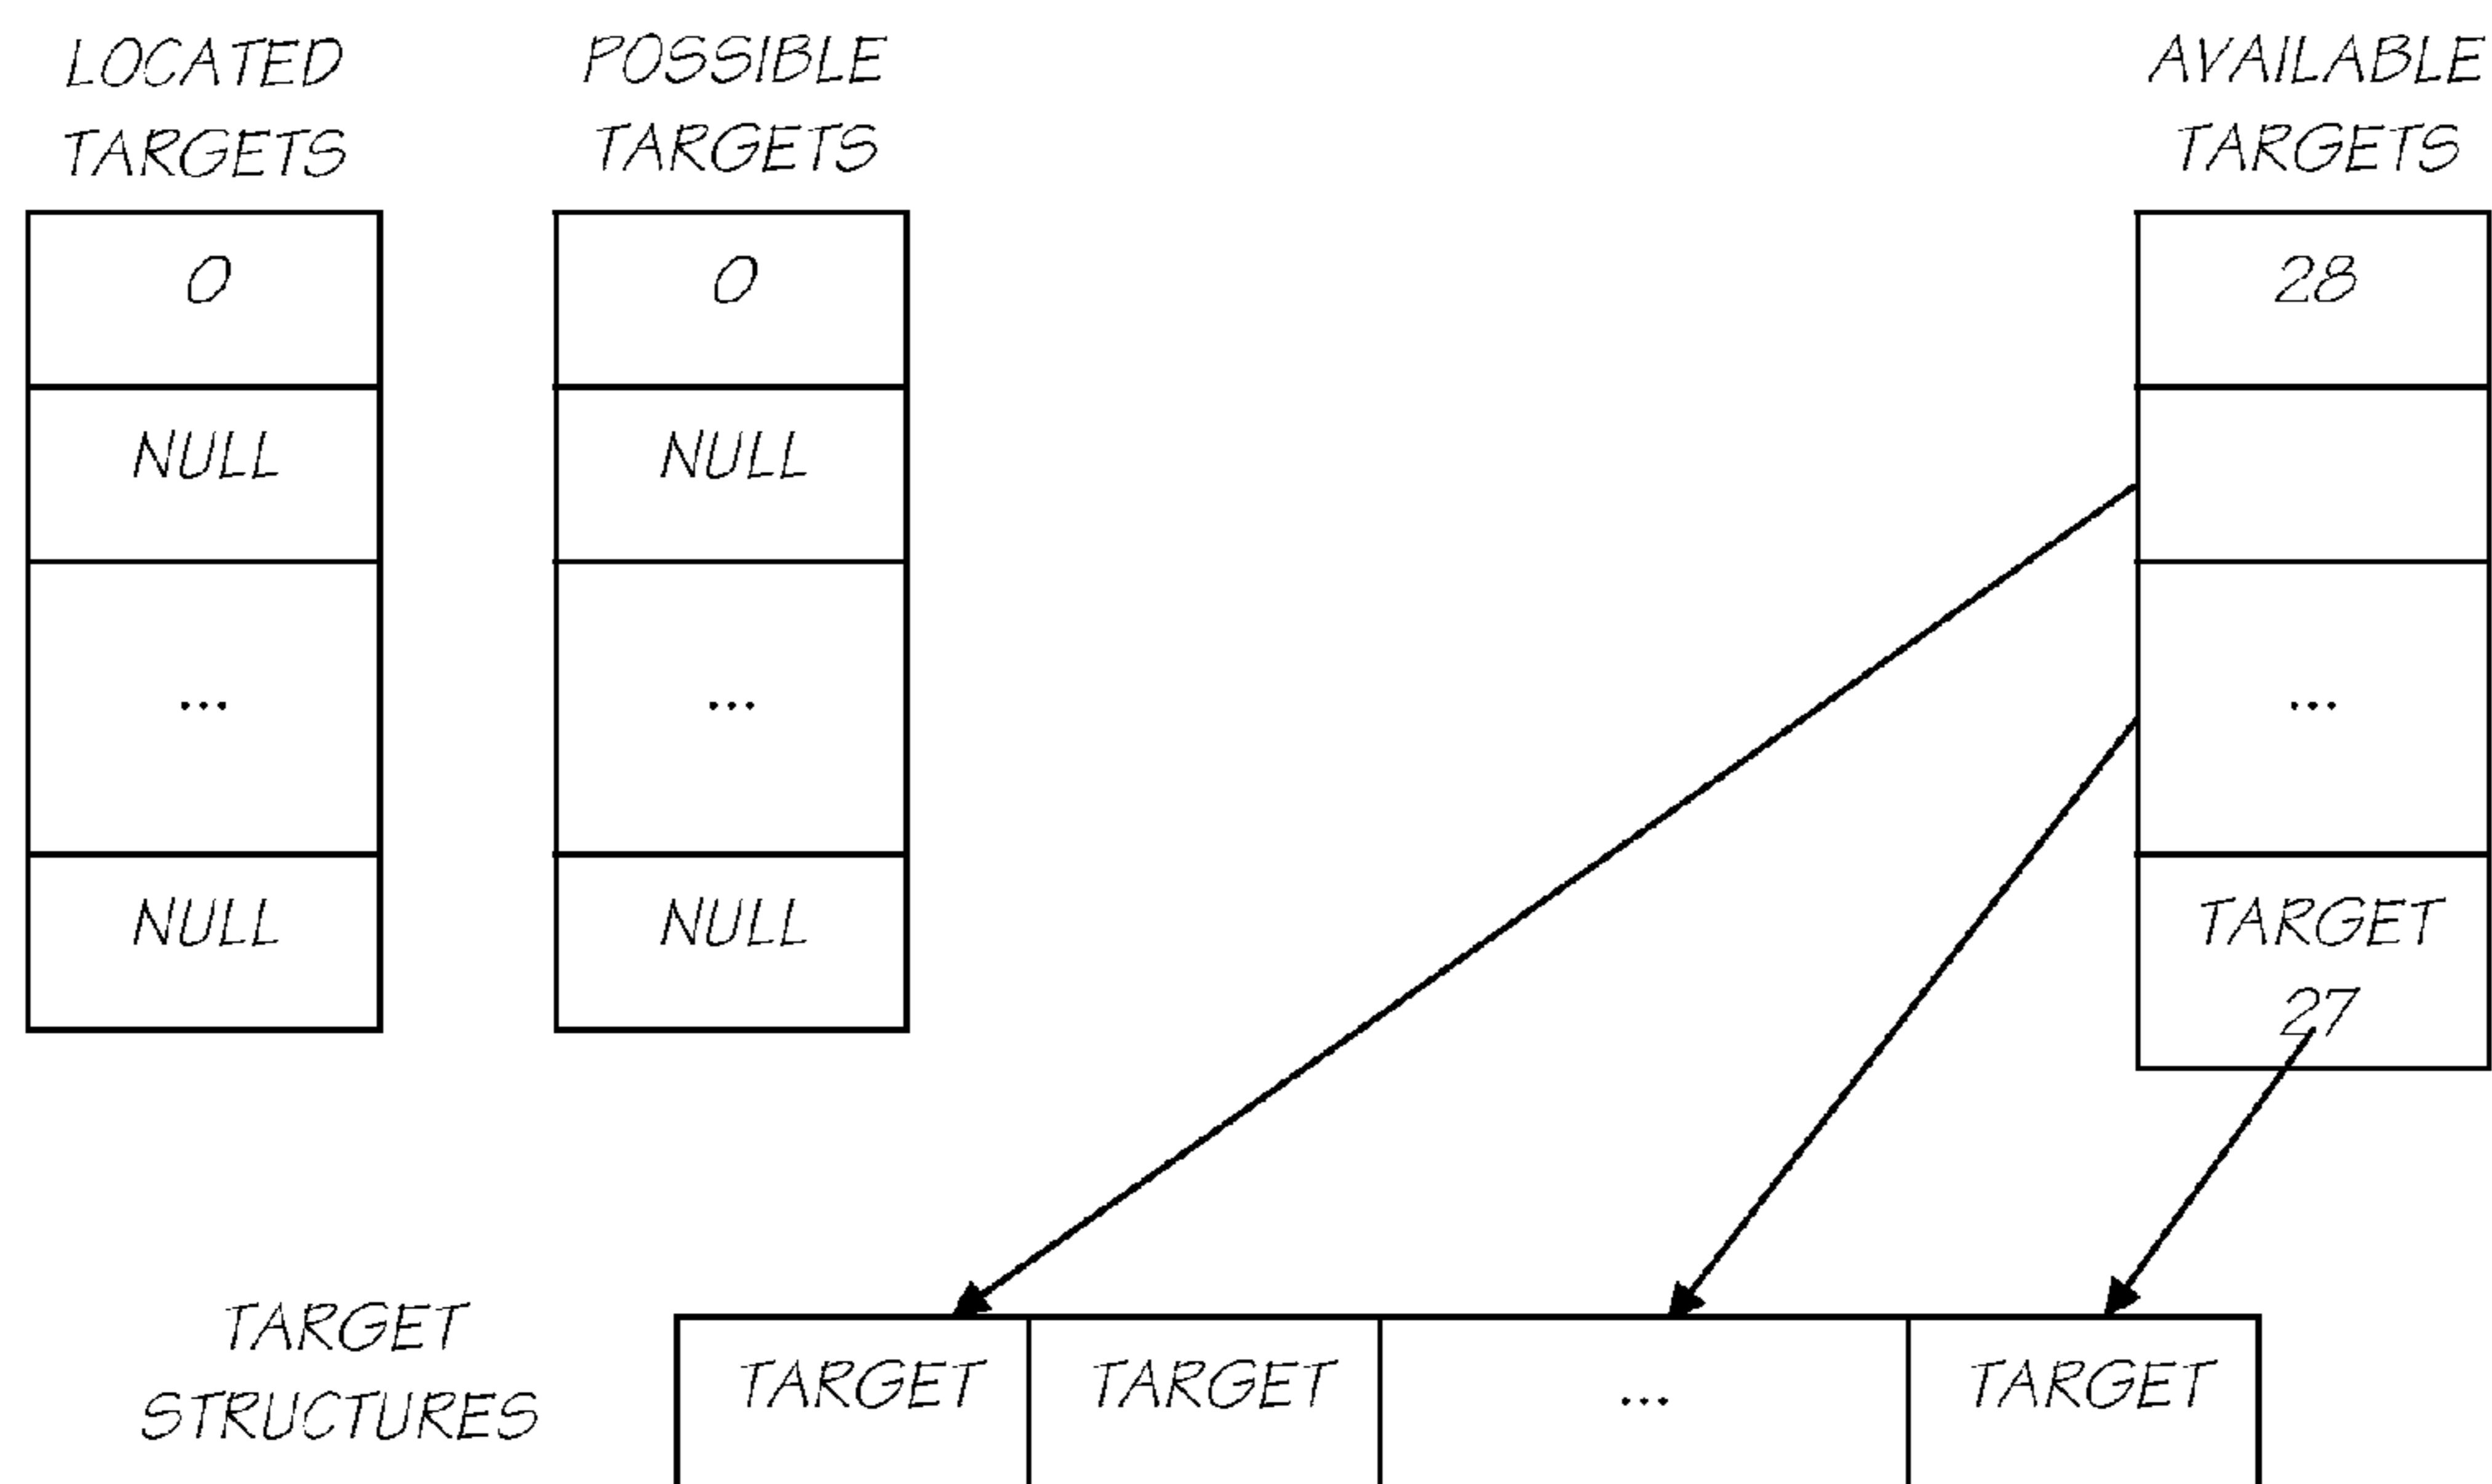 LOCATED
TARGETS
POSSIBLE
TARGETS
AVAILABLE
TARGETS
0
NULL
...
NULL
0
NULL
...
NULL
28
...
TARGET
27
TARGET
STRUCTURES
TARGET
TARGET
...
TARGET